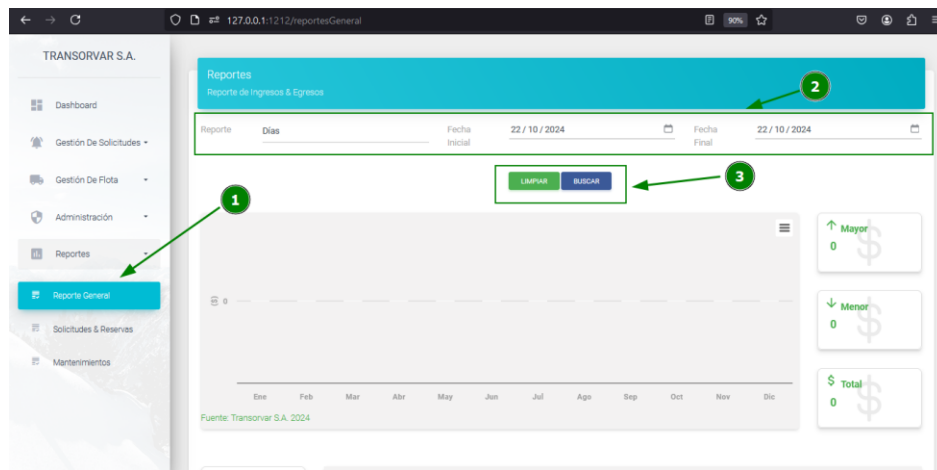 127.0.0.1:1212/reportesGeneral
90%
TRANSORVAR S.A.
Dashboard
Gestión De Solicitudes
Gestión De Flota
Administración
Reportes
Reporte General
Solicitudes & Reservas
Mantenimientos
1
Reportes
Reporte de Ingresos & Egresos
2
Reporte Días Fecha Inicial 22 / 10 / 2024 Fecha Final 22 / 10 / 2024
LIMPIAR BUSCAR
3
($) 0
Ene Feb Mar Abr May Jun Jul Ago Sep Oct Nov Dic
Fuente: Transorvar S.A. 2024
Mayor
0
$
Menor
0
$
$ Total
0
$